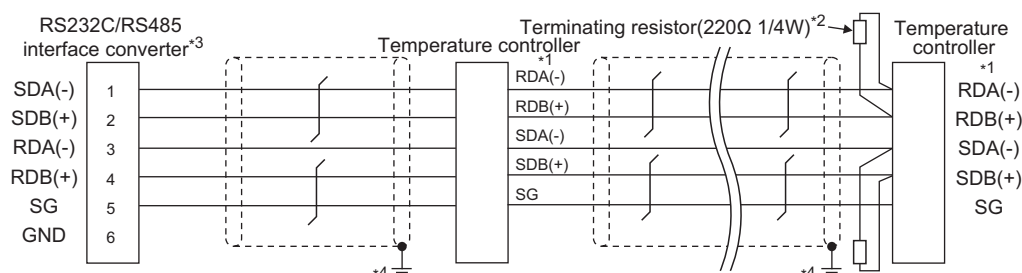 RS232C/RS485
interface converter*3
Temperature controller
*1
Terminating resistor(220Ω 1/4W)*2
Temperature
controller
*1
SDA(-) 1 RDA(-) RDA(-)
SDB(+) 2 RDB(+) RDB(+)
RDA(-) 3 SDA(-) SDA(-)
RDB(+) 4 SDB(+) SDB(+)
SG 5 SG SG
GND 6
*4 *4